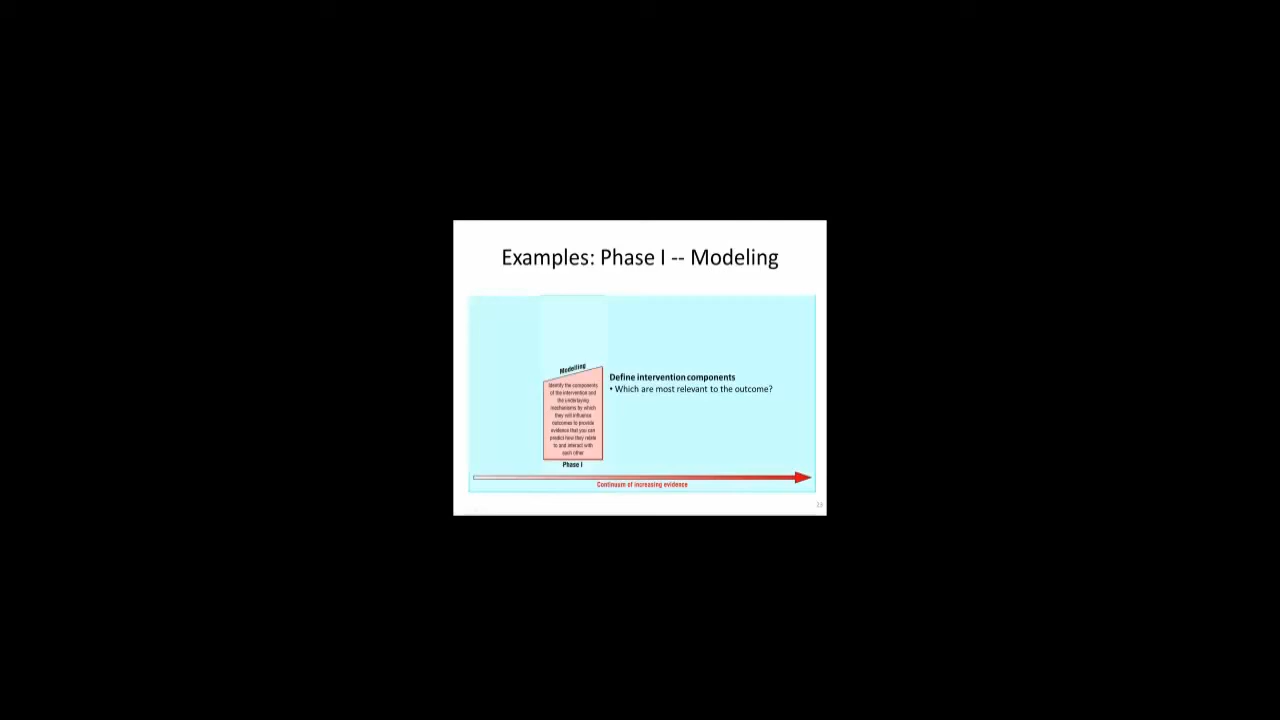 Examples: Phase I -- Modeling
Modelling
Identify the components
of the intervention and
the underlaying
mechanisms by which
they will influence
outcomes to provide
evidence that you can
predict how they relate
to and interact with
each other
Phase I
Define intervention components
• Which are most relevant to the outcome?
Continuum of increasing evidence